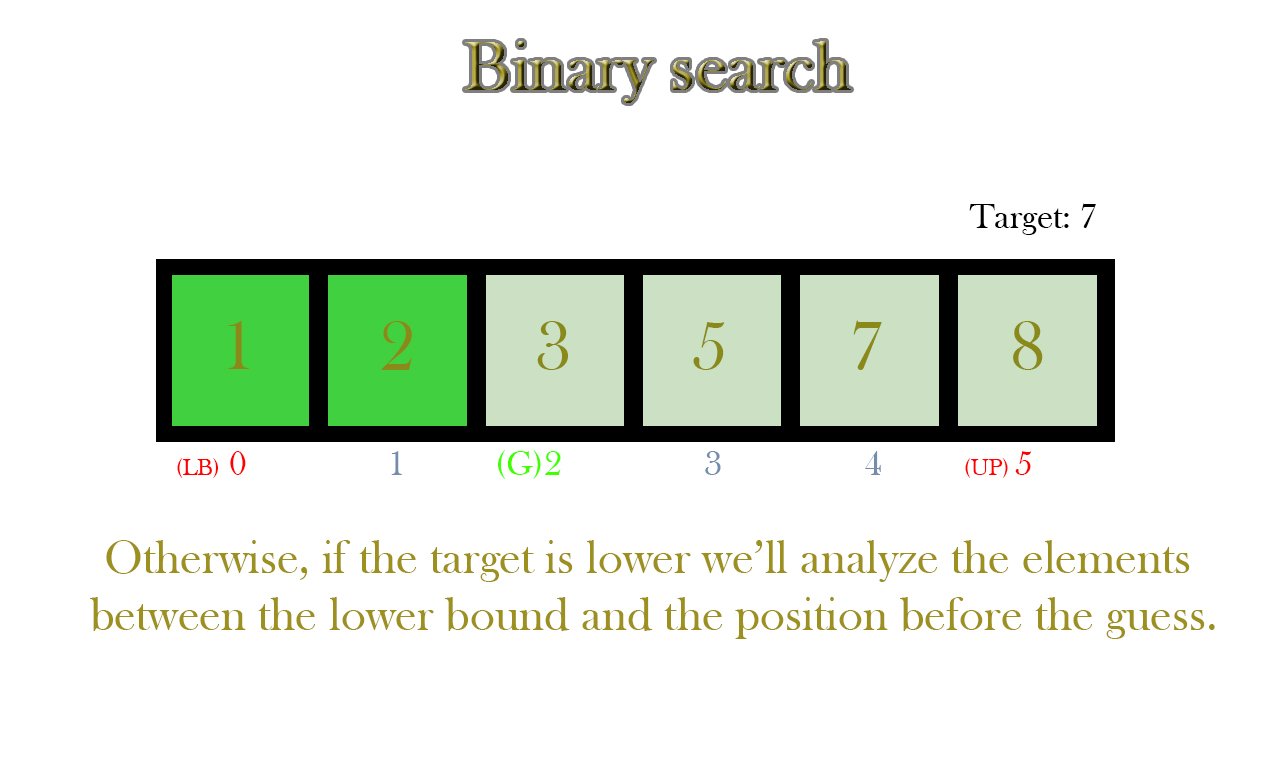 Binary search
Target: 7
1 2 3 5 7 8
(LB) 0 1 (G)2 3 4 (UP) 5
Otherwise, if the target is lower we’ll analyze the elements
between the lower bound and the position before the guess.